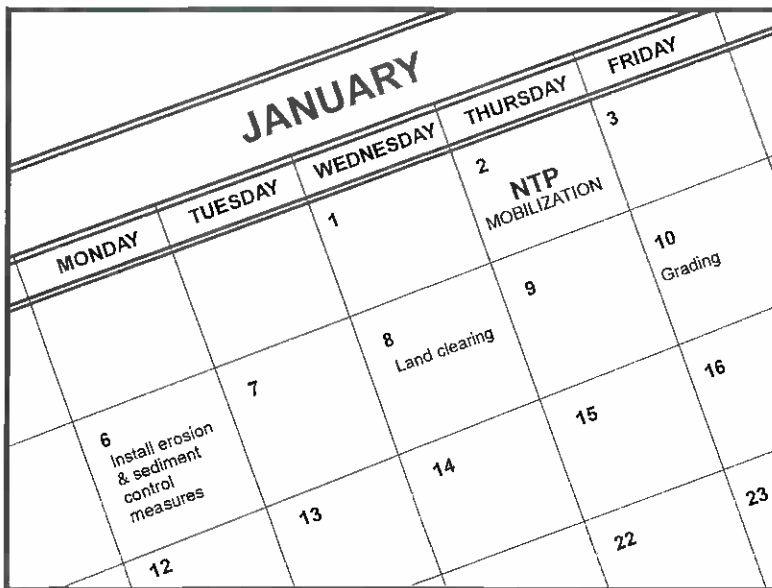 JANUARY
MONDAY TUESDAY WEDNESDAY THURSDAY FRIDAY
1
2
NTP
MOBILIZATION
3
6
Install erosion
& sediment
control
measures
7
8
Land clearing
9
10
Grading
12
13
14
15
16
22
23